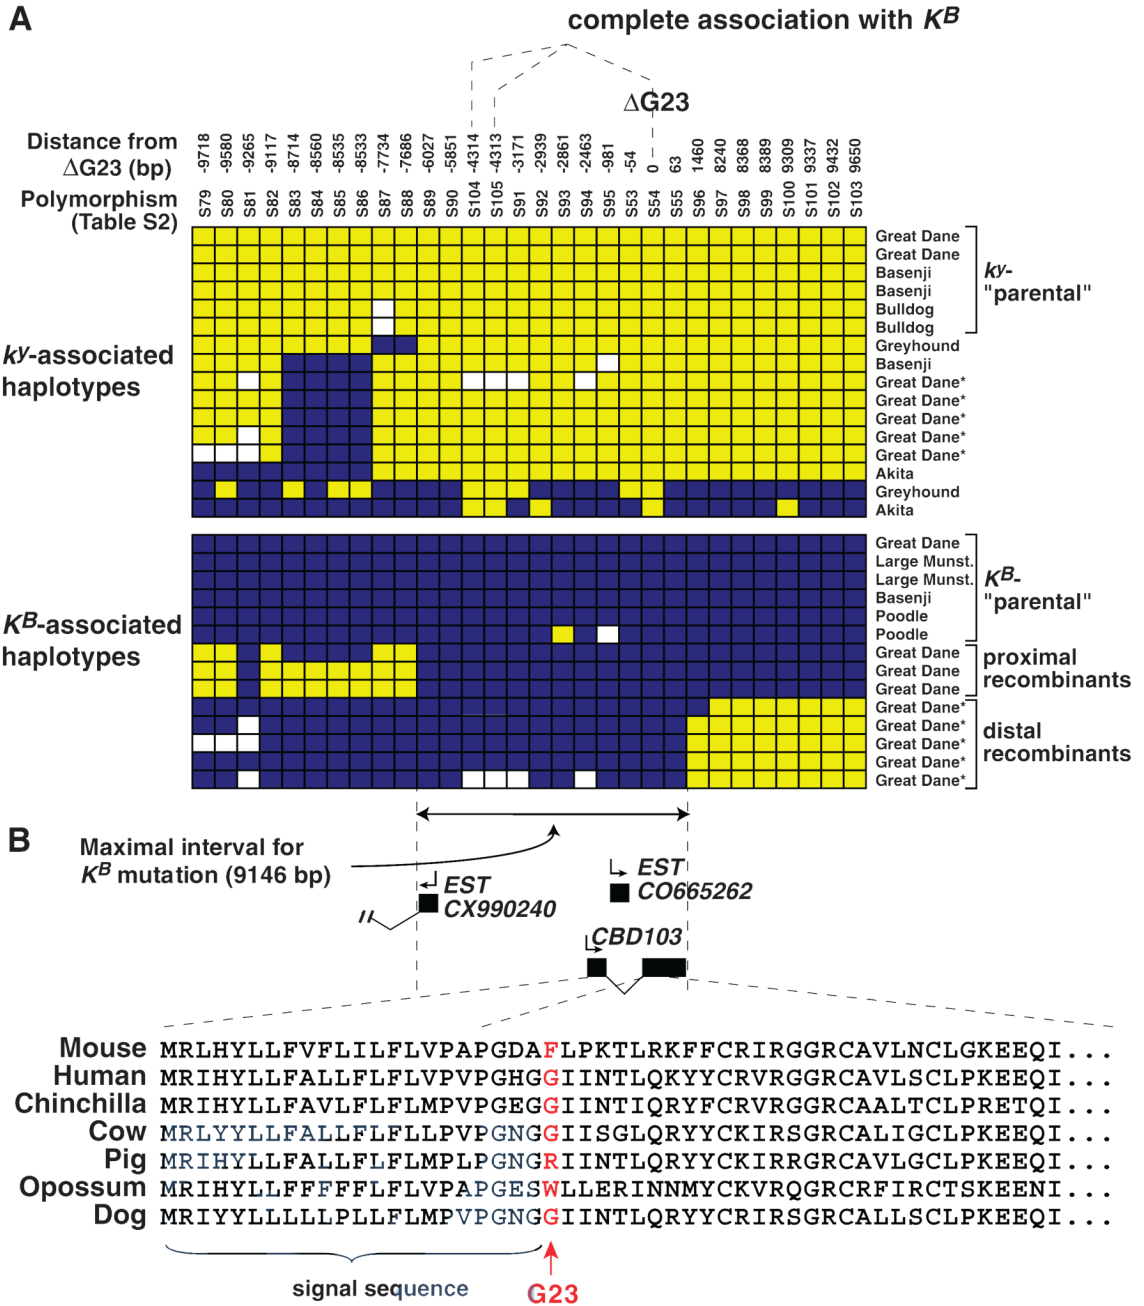 A
complete association with K^B
ΔG23
Distance from
ΔG23 (bp)
-9718 -9580 -9265 -9117 -8714 -8560 -8535 -8533 -7734 -7686 -6027 -5851 -4314 -4313 -3171 -2939 -2861 -2463 -981 -54 0 63 1460 8240 8368 8389 9309 9337 9432 9650
Polymorphism
(Table S2)
S79 S80 S81 S82 S83 S84 S85 S86 S87 S88 S89 S90 S104 S105 S91 S92 S93 S94 S95 S53 S54 S55 S96 S97 S98 S99 S100 S101 S102 S103
k^y-associated
haplotypes
Great Dane
Great Dane
Basenji
Basenji
Bulldog
Bulldog
Greyhound
Basenji
Great Dane*
Great Dane*
Great Dane*
Great Dane*
Great Dane*
Akita
Greyhound
Akita
k^y-
"parental"
K^B-associated
haplotypes
Great Dane
Large Munst.
Large Munst.
Basenji
Poodle
Poodle
Great Dane
Great Dane
Great Dane
Great Dane*
Great Dane*
Great Dane*
Great Dane*
Great Dane*
K^B-
"parental"
proximal
recombinants
distal
recombinants
B
Maximal interval for
K^B mutation (9146 bp)
EST
CX990240
EST
CO665262
CBD103
Mouse MRLHYLLFVFLILFLVPAPGDAFLPKTLRKFFCRIRGGRCAVLNCLGKEEQI...
Human MRIHYLLFALLFLFLVPVPGHGGIINTLQKYYCRVRGGRCAVLSCLPKEEQI...
Chinchilla MRIHYLLFAVLFLFLMPVPGEGGIINTIQRYFCRVRGGRCAALTCLPRETQI...
Cow MRLYYLLFALLFLFLLPVPGNGGIISGLQRYYCKIRSGRCALIGCLPKEEQI...
Pig MRIHYLLFALLFLFLMPLPGNGRIINTLQRYYCKIRRGRCAVLGCLPKEEQI...
Opossum MRIHYLLFFFFFLFLVPAPGESWLLERINNMYCKVRQGRCRFIRCTSKEENI...
Dog MRIYYLLLLLPLLFLMPVPGNGGIINTLQRYYCRIRSGRCALLSCLPKEEQI...
signal sequence
G23